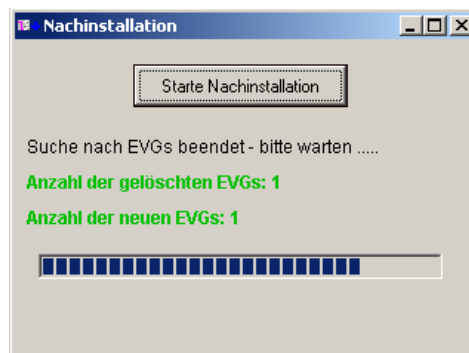 Nachinstallation
Starte Nachinstallation
Suche nach EVGs beendet - bitte warten .....
Anzahl der gelöschten EVGs: 1
Anzahl der neuen EVGs: 1